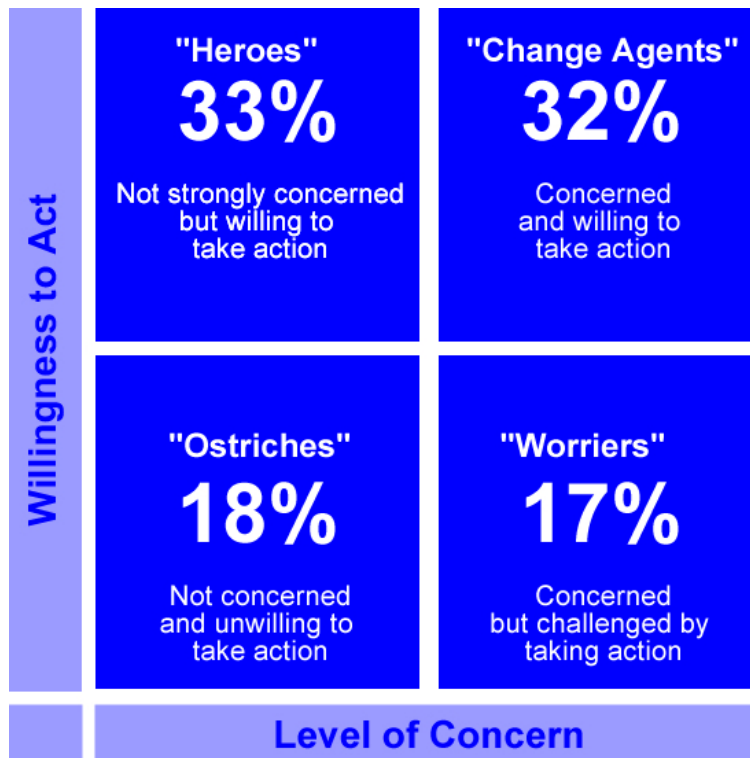 "Heroes"
33%
Not strongly concerned
but willing to
take action
"Change Agents"
32%
Concerned
and willing to
take action
Willingness to Act
"Ostriches"
18%
Not concerned
and unwilling to
take action
"Worriers"
17%
Concerned
but challenged by
taking action
Level of Concern